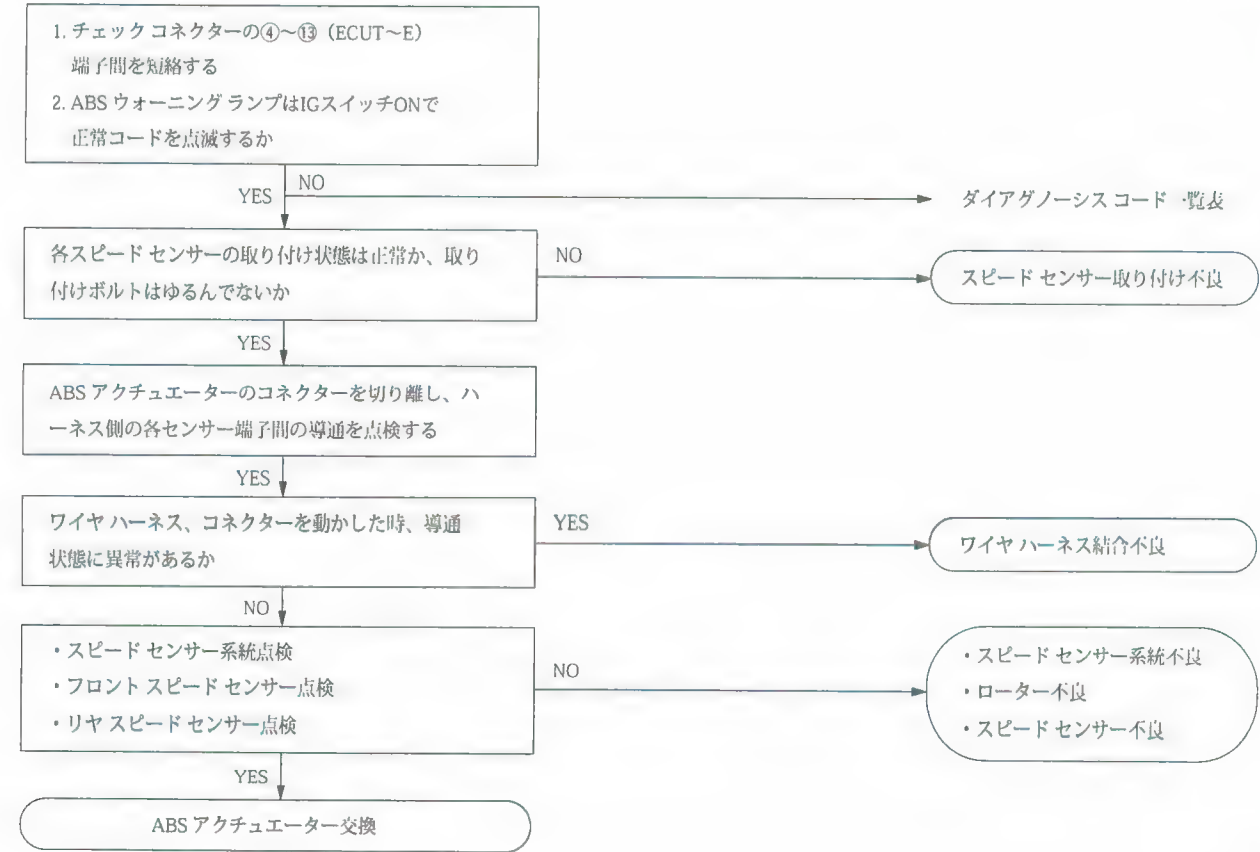 1. チェック コネクターの④～⑬（ECUT～E）
端子間を短絡する
2. ABS ウォーニング ランプはIGスイッチONで
正常コードを点滅するか
YES
NO
ダイアグノーシス コード一覧表
各スピード センサーの取り付け状態は正常か、取り
付けボルトはゆるんでないか
NO
スピード センサー取り付け不良
YES
ABS アクチュエーターのコネクターを切り離し、ハ
ーネス側の各センサー端子間の導通を点検する
YES
ワイヤ ハーネス、コネクターを動かした時、導通
状態に異常があるか
YES
ワイヤ ハーネス結合不良
NO
・スピード センサー系統点検
・フロント スピード センサー点検
・リヤ スピード センサー点検
NO
・スピード センサー系統不良
・ローター不良
・スピード センサー不良
YES
ABS アクチュエーター交換